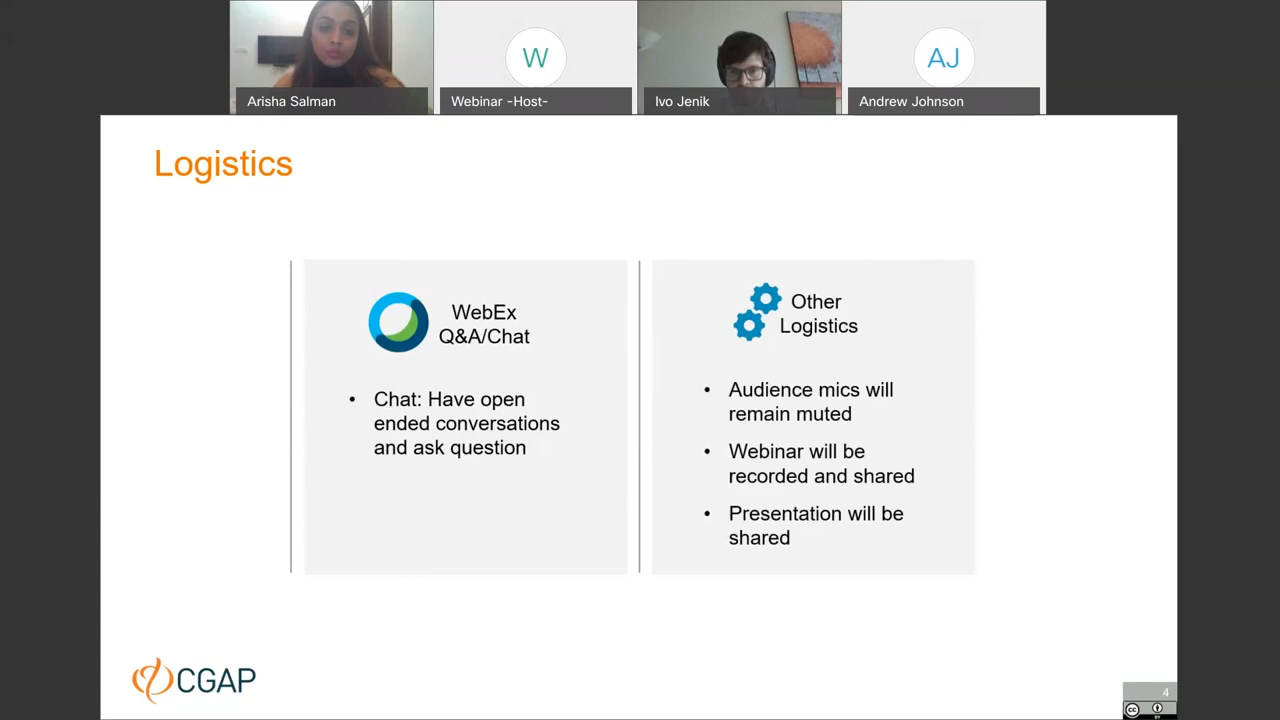 Arisha Salman
W
Webinar -Host-
Ivo Jenik
AJ
Andrew Johnson
Logistics
WebEx
Q&A/Chat
• Chat: Have open
ended conversations
and ask question
Other
Logistics
• Audience mics will
remain muted
• Webinar will be
recorded and shared
• Presentation will be
shared
CGAP
4
CC
BY